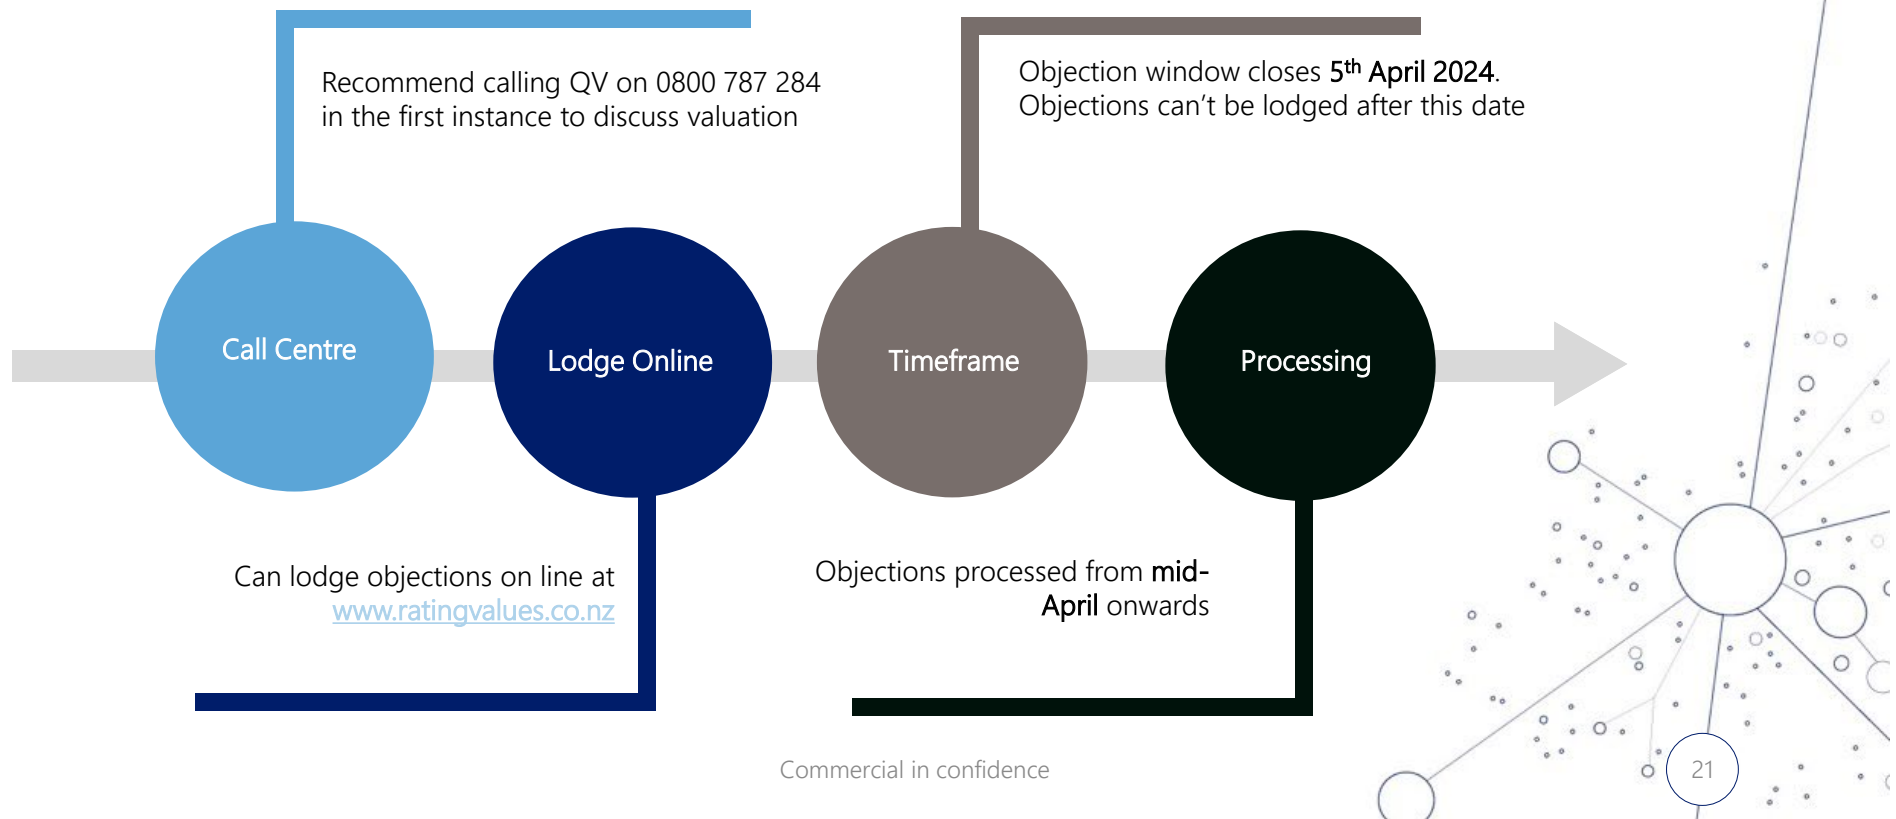 Recommend calling QV on 0800 787 284
in the first instance to discuss valuation
Objection window closes 5th April 2024.
Objections can’t be lodged after this date
Call Centre
Lodge Online
Timeframe
Processing
Can lodge objections on line at
www.ratingvalues.co.nz
Objections processed from mid-
April onwards
Commercial in confidence
21